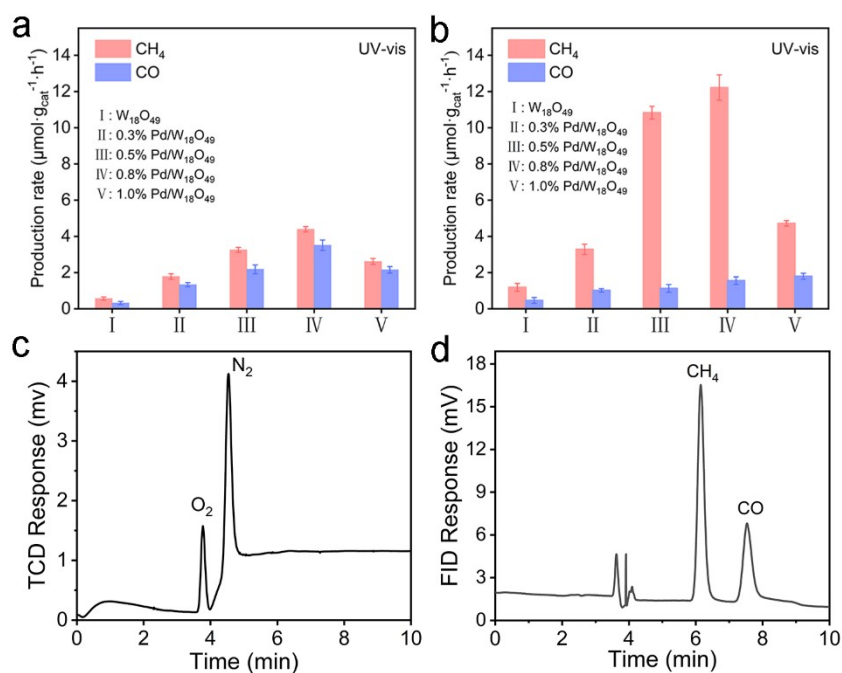 a
UV-vis
CH₄
CO
Ⅰ: W₁₈O₄₉
Ⅱ: 0.3% Pd/W₁₈O₄₉
Ⅲ: 0.5% Pd/W₁₈O₄₉
Ⅳ: 0.8% Pd/W₁₈O₄₉
Ⅴ: 1.0% Pd/W₁₈O₄₉
Production rate (μmol·g_cat⁻¹·h⁻¹)
14
12
10
8
6
4
2
0
Ⅰ Ⅱ Ⅲ Ⅳ Ⅴ
b
UV-vis
CH₄
CO
Ⅰ: W₁₈O₄₉
Ⅱ: 0.3% Pd/W₁₈O₄₉
Ⅲ: 0.5% Pd/W₁₈O₄₉
Ⅳ: 0.8% Pd/W₁₈O₄₉
Ⅴ: 1.0% Pd/W₁₈O₄₉
Production rate (μmol·g_cat⁻¹·h⁻¹)
14
12
10
8
6
4
2
0
Ⅰ Ⅱ Ⅲ Ⅳ Ⅴ
c
N₂
O₂
TCD Response (mv)
4
3
2
1
0
0 2 4 6 8 10
Time (min)
d
CH₄
CO
FID Response (mV)
18
15
12
9
6
3
0
0 2 4 6 8 10
Time (min)